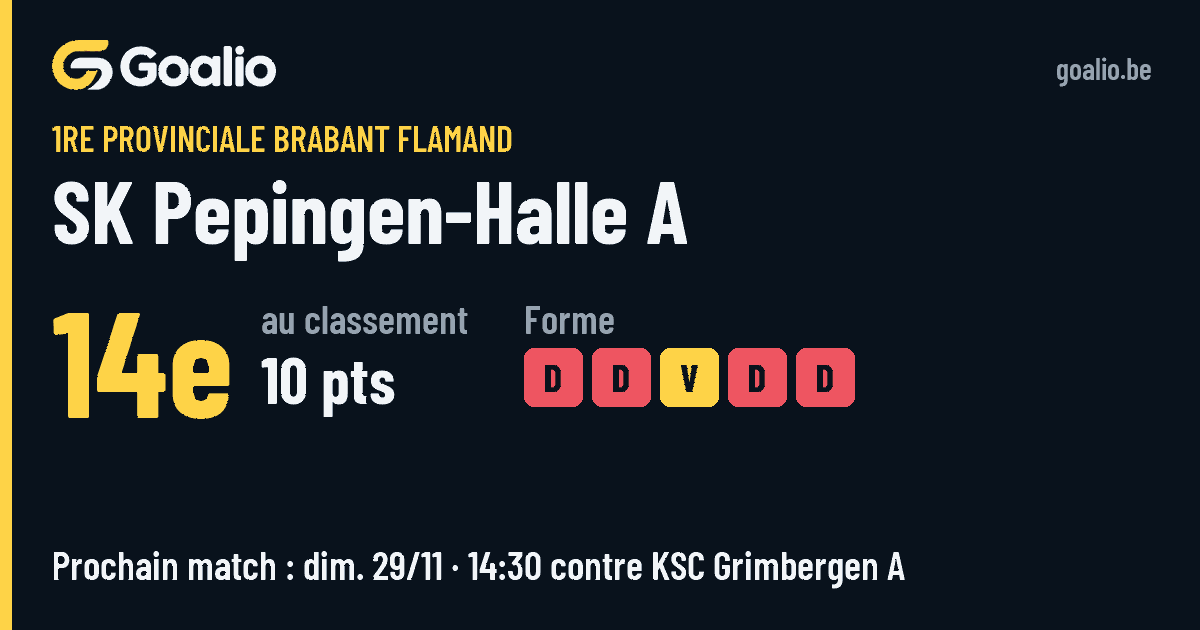 Goalio
goalio.be
1RE PROVINCIALE BRABANT FLAMAND
SK Pepingen-Halle A
14e
au classement
10 pts
Forme
D D V D D
Prochain match : dim. 29/11 · 14:30 contre KSC Grimbergen A